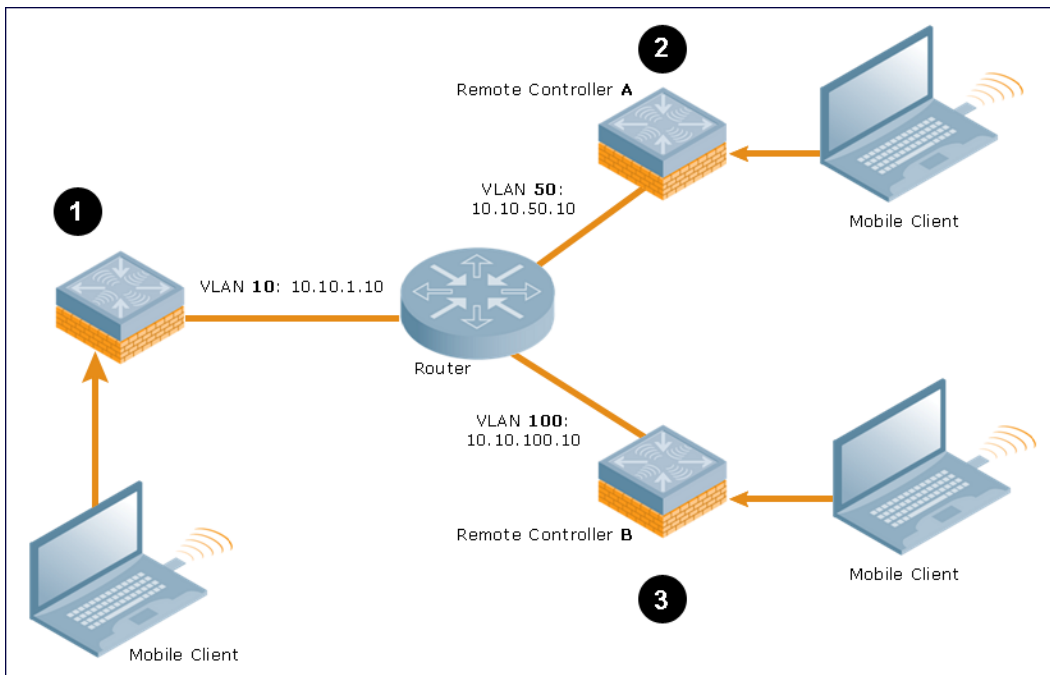 2
Remote Controller A
VLAN 50:
10.10.50.10
Mobile Client
1
VLAN 10: 10.10.1.10
Router
VLAN 100:
10.10.100.10
Remote Controller B
Mobile Client
3
Mobile Client